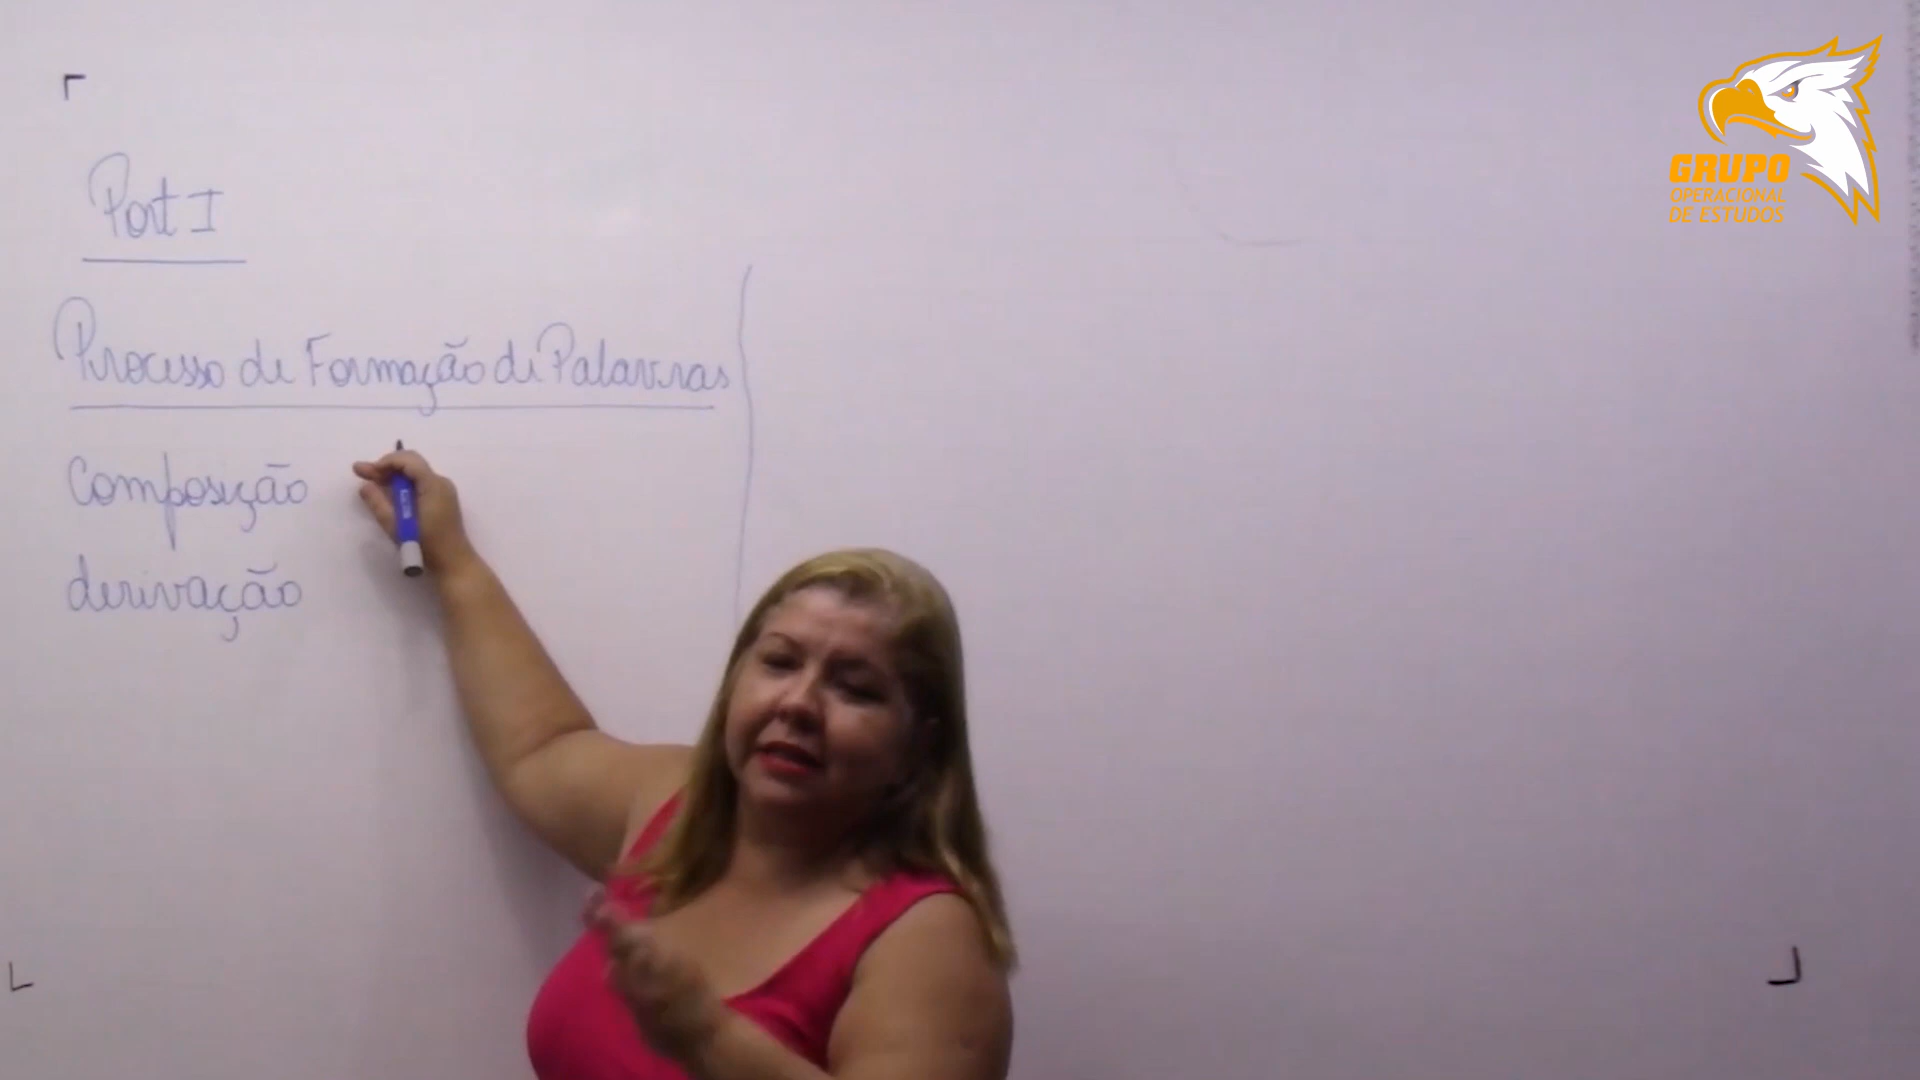 Port I
Processo de Formação de Palavras
Composição
derivação
GRUPO
OPERACIONAL
DE ESTUDOS